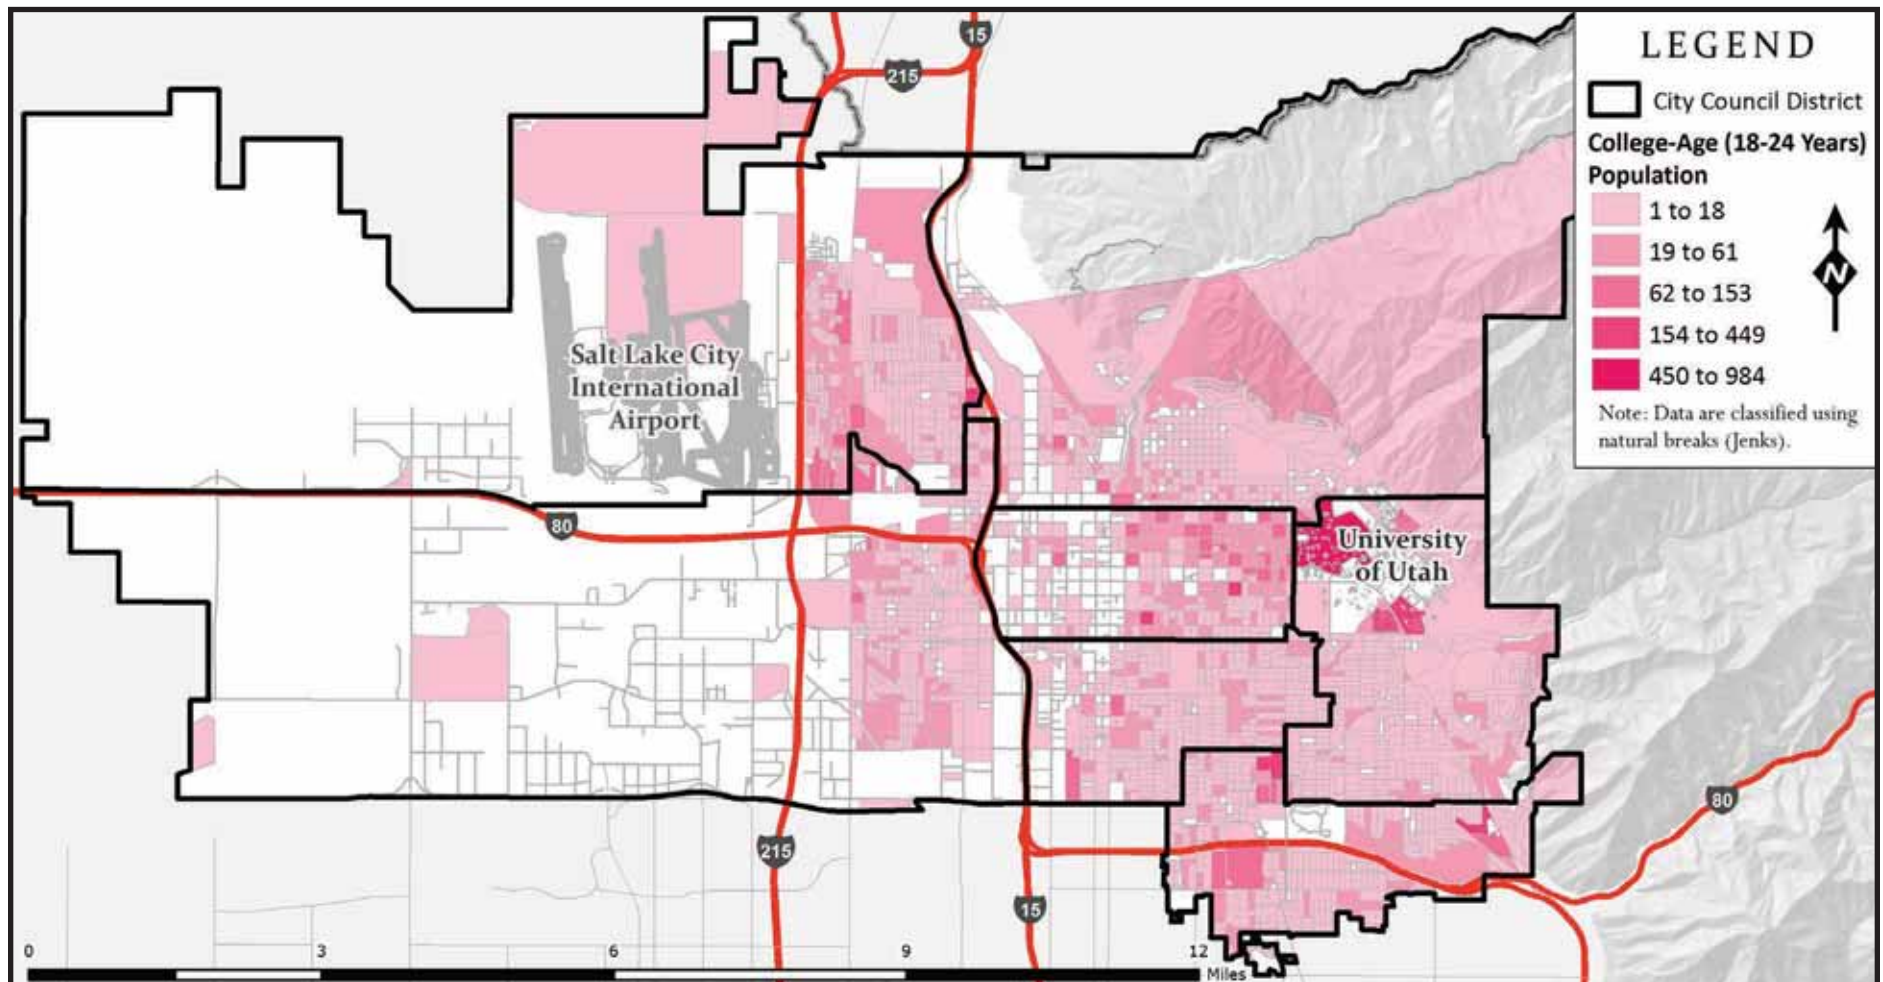 15
215
LEGEND
City Council District
College-Age (18-24 Years)
Population
1 to 18
19 to 61
62 to 153
154 to 449
450 to 984
Note: Data are classified using
natural breaks (Jenks).
N
Salt Lake City
International
Airport
80
University
of Utah
80
215
15
0 3 6 9 12
Miles